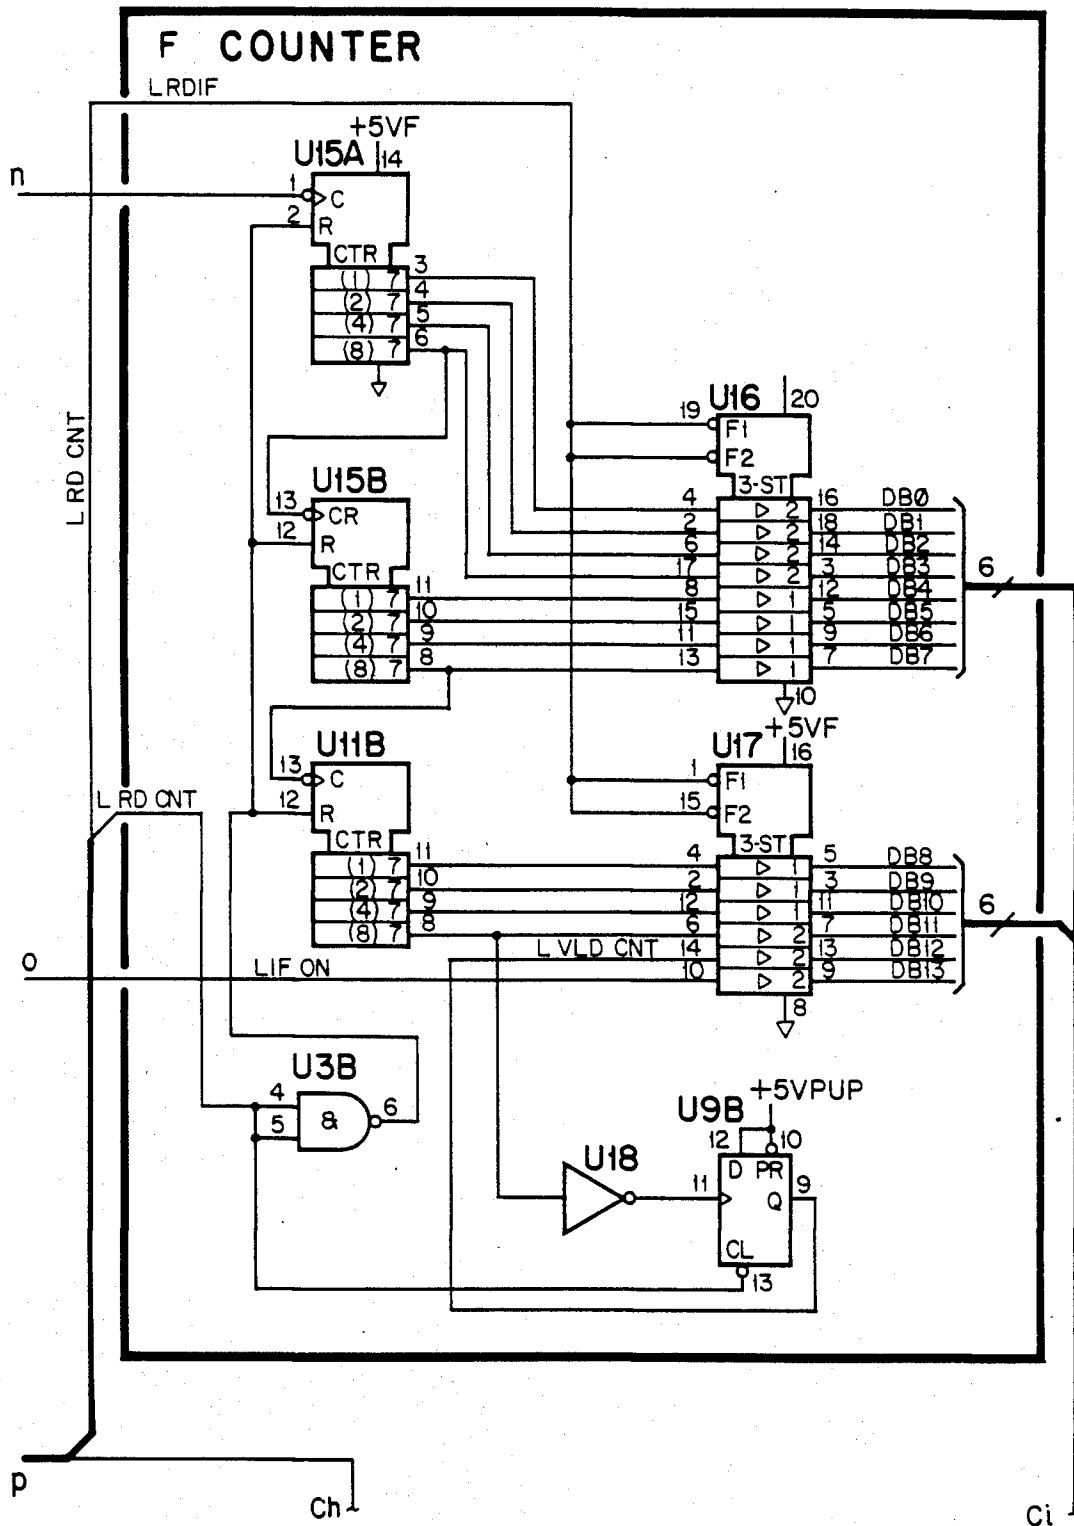 F COUNTER
LRDIF
+5VF
U15A 14
n
1 C
2 R
CTR
(1) 7 3
(2) 7 4
(4) 7 5
(8) 7 6
L RD CNT
U16 20
19 F1
F2
3-ST
U15B
13 CR
12 R
CTR
(1) 7 11
(2) 7 10
(4) 7 9
(8) 7 8
4 2 16 DB0
2 2 18 DB1
6 2 14 DB2
17 2 3 DB3
8 1 12 DB4
15 1 5 DB5
11 1 9 DB6
13 1 7 DB7
6
10
U11B
13 C
12 R
CTR
(1) 7 11
(2) 7 10
(4) 7 9
(8) 7 8
U17 +5VF
16
1 F1
15 F2
3-ST
L RD CNT
4 1 5 DB8
2 1 3 DB9
12 1 11 DB10
6 2 7 DB11
L VLD CNT 14 2 13 DB12
10 2 9 DB13
6
8
o
LIF ON
U3B
4
5
& 6
+5VPUP
U9B
12 10
D PR
U18
11 Q 9
CL
13
p
Ch
Ci